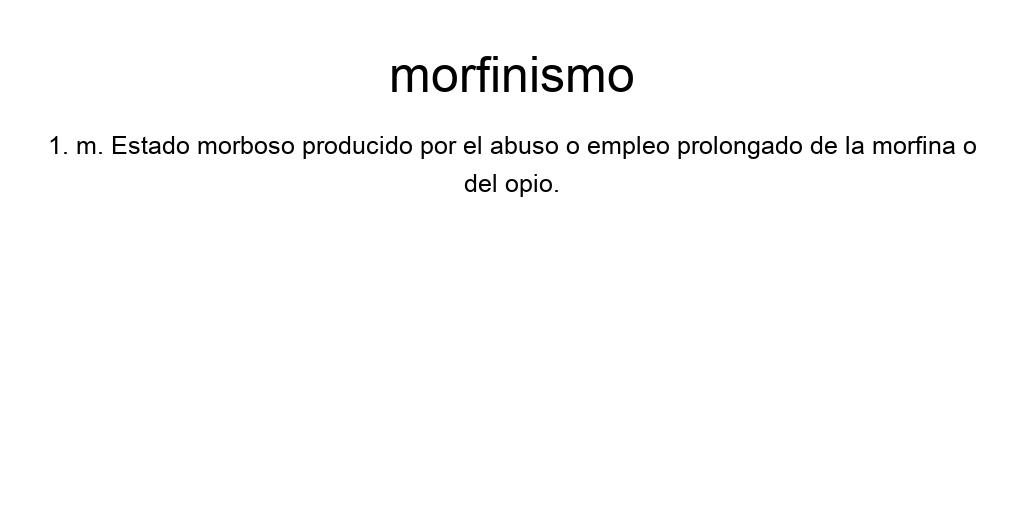 morfinismo
1. m. Estado morboso producido por el abuso o empleo prolongado de la morfina o
del opio.